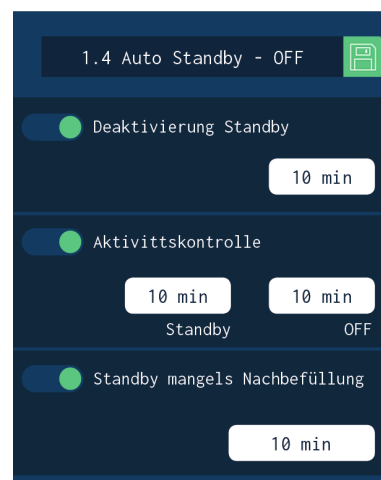 1.4 Auto Standby - OFF
Deaktivierung Standby
10 min
Aktivittskontrolle
10 min 10 min
Standby OFF
Standby mangels Nachbefüllung
10 min